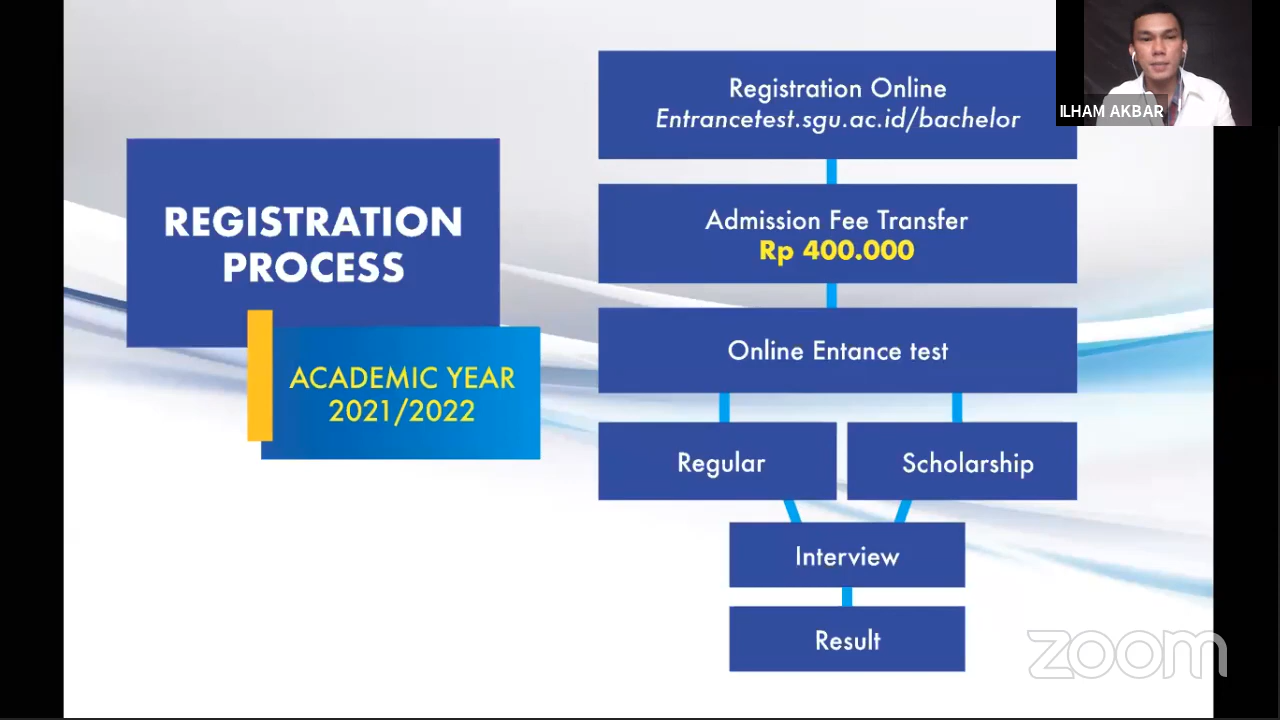 REGISTRATION
PROCESS
ACADEMIC YEAR
2021/2022
Registration Online
Entrancetest.sgu.ac.id/bachelor
Admission Fee Transfer
Rp 400.000
Online Entance test
Regular
Scholarship
Interview
Result
ILHAM AKBAR
zoom